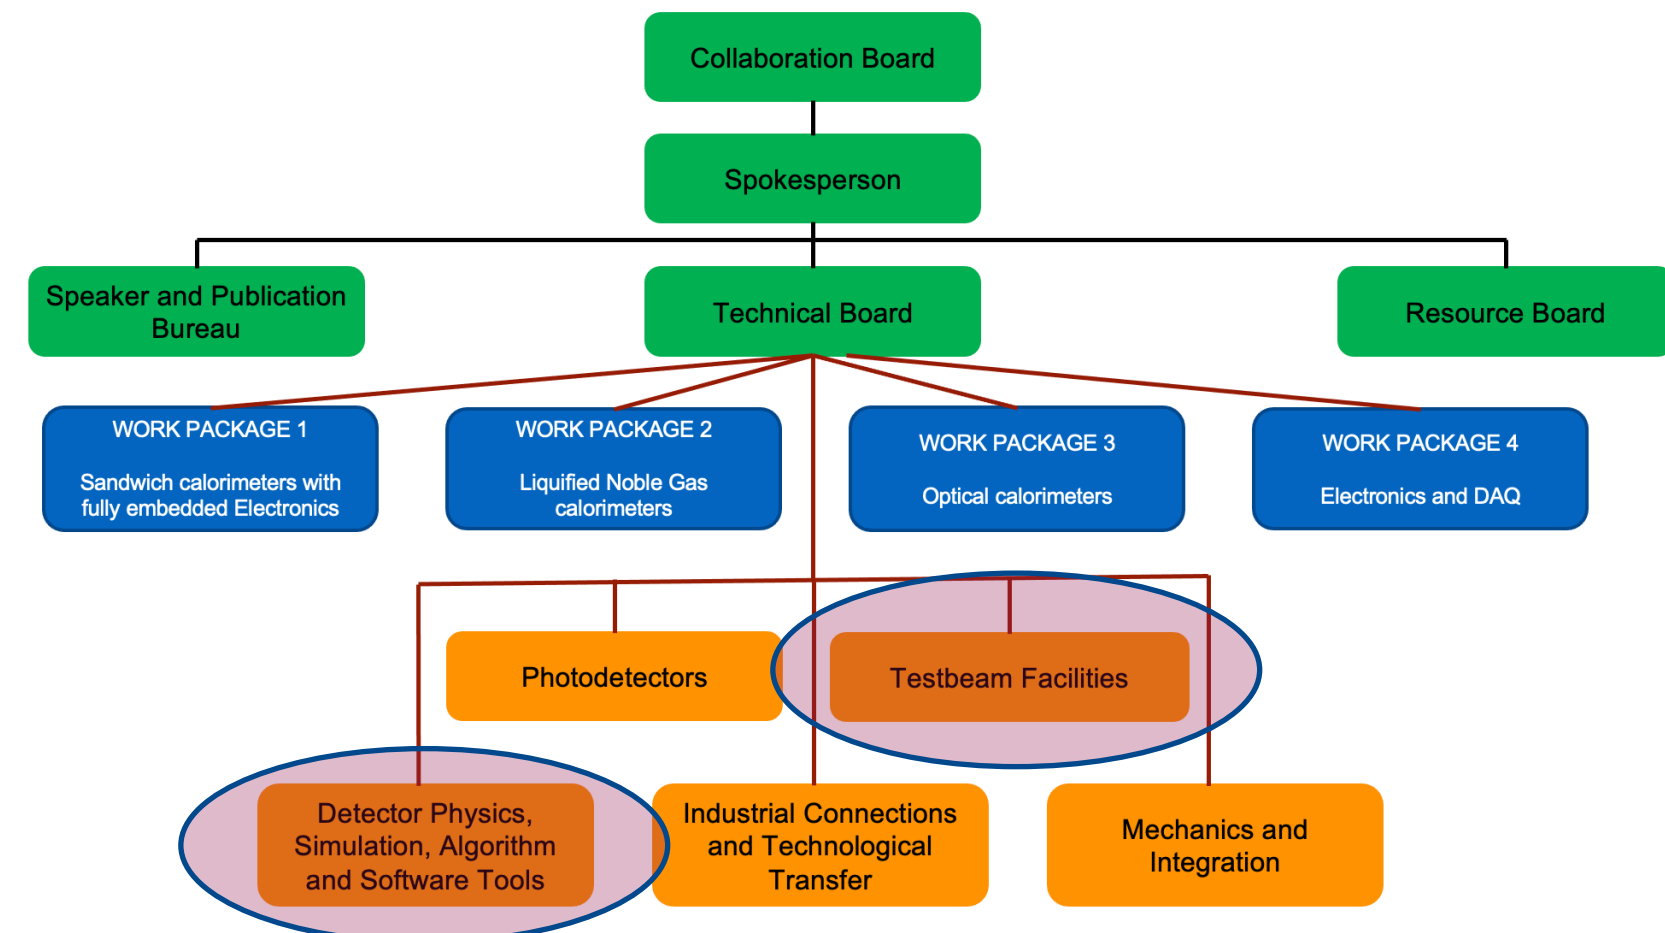 Collaboration Board
Spokesperson
Speaker and Publication
Bureau
Technical Board
Resource Board
WORK PACKAGE 1
Sandwich calorimeters with
fully embedded Electronics
WORK PACKAGE 2
Liquified Noble Gas
calorimeters
WORK PACKAGE 3
Optical calorimeters
WORK PACKAGE 4
Electronics and DAQ
Photodetectors
Testbeam Facilities
Detector Physics,
Simulation, Algorithm
and Software Tools
Industrial Connections
and Technological
Transfer
Mechanics and
Integration